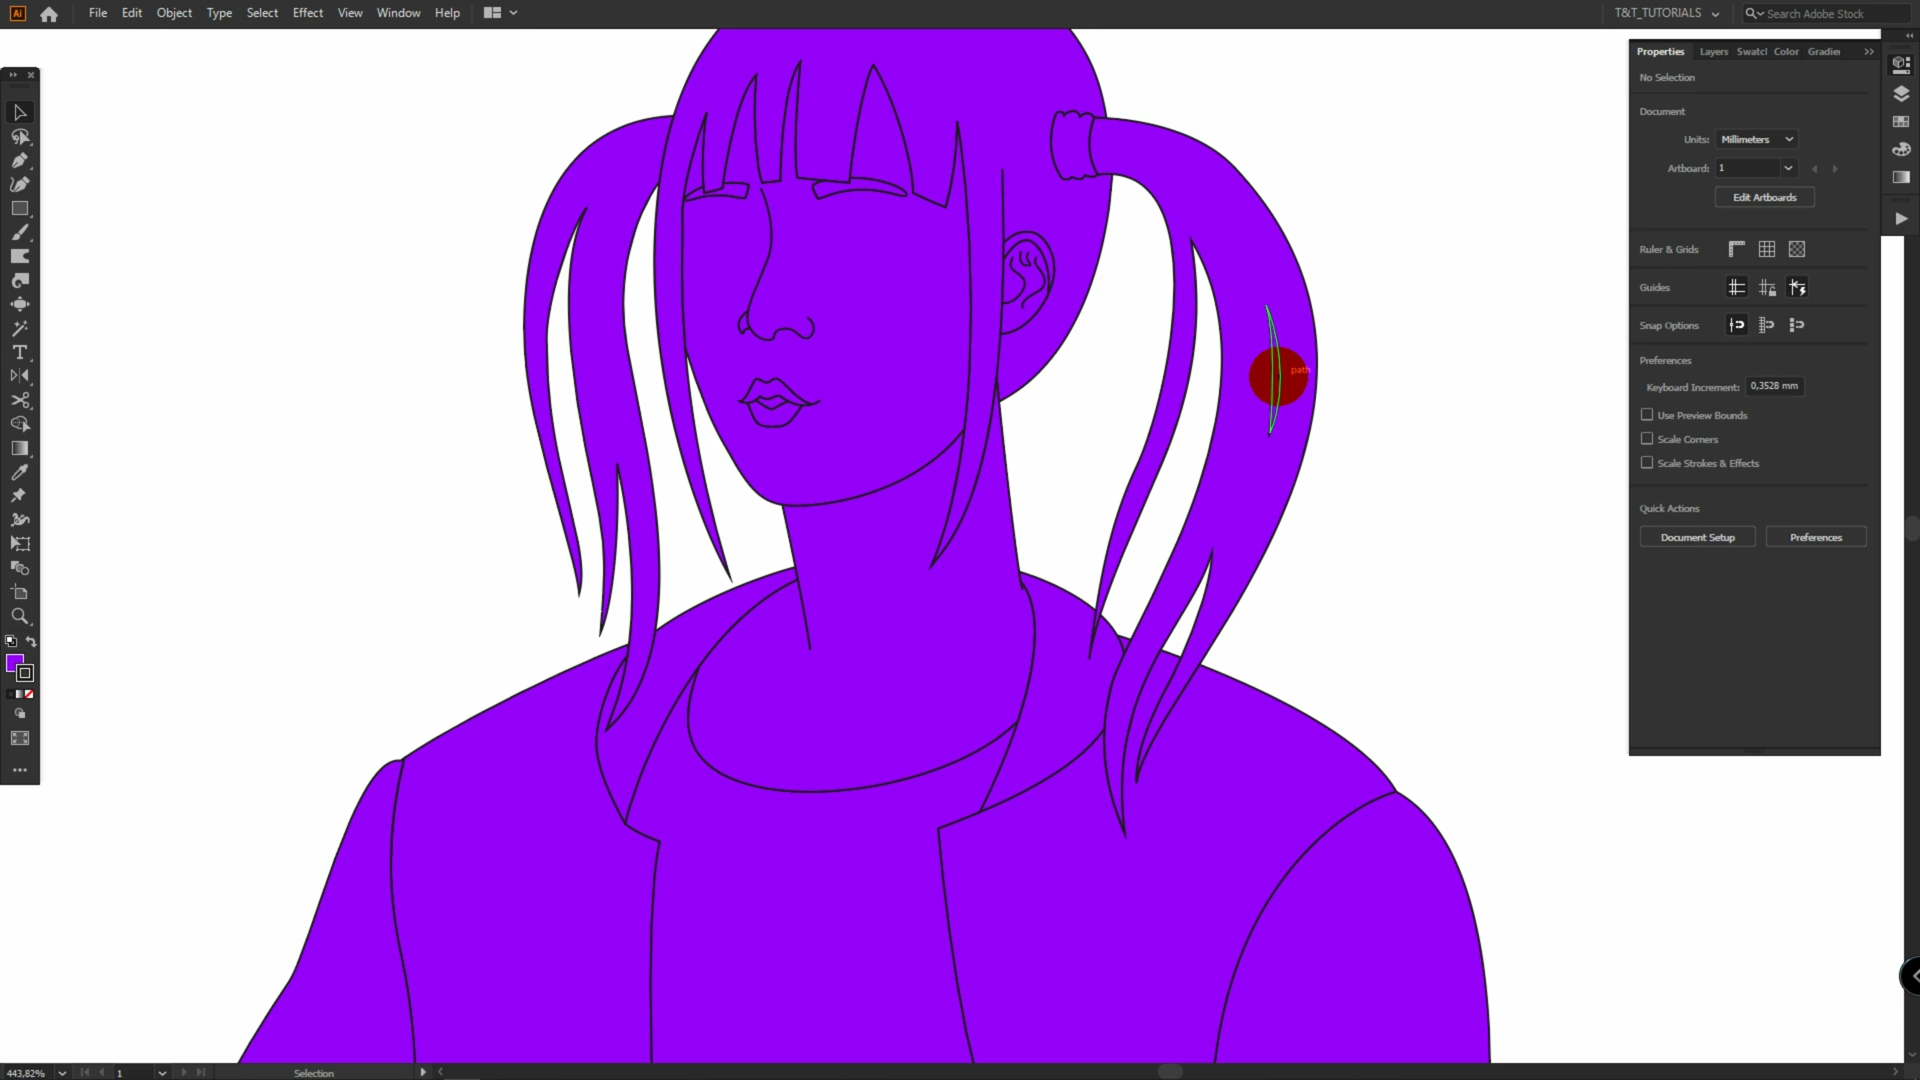 Ai File Edit Object Type Select Effect View Window Help T&T_TUTORIALS Search Adobe Stock
Properties Layers Swatcl Color Gradie
No Selection
Document
Units: Millimeters
Artboard: 1
Edit Artboards
Ruler & Grids
Guides
Snap Options
path
Preferences
Keyboard Increment: 0,3528 mm
Use Preview Bounds
Scale Corners
Scale Strokes & Effects
Quick Actions
Document Setup Preferences
443,82% 1 Selection